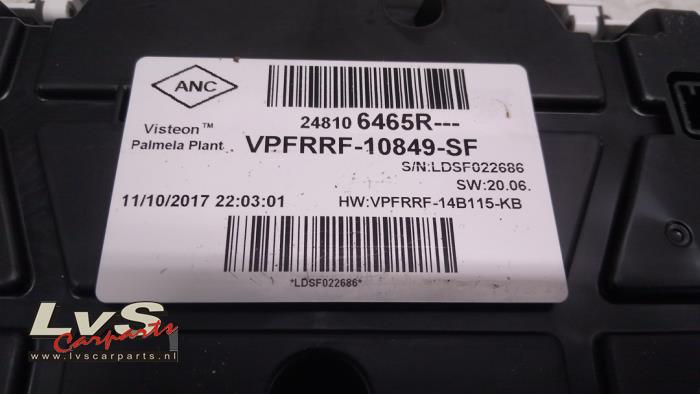 ANC
24810 6465R---
Visteon™
Palmela Plant
VPFRRF-10849-SF
S/N:LDSF022686
SW:20.06.
11/10/2017 22:03:01
HW:VPFRRF-14B115-KB
*LDSF022686*
LvS
Carparts
www.lvscarparts.nl